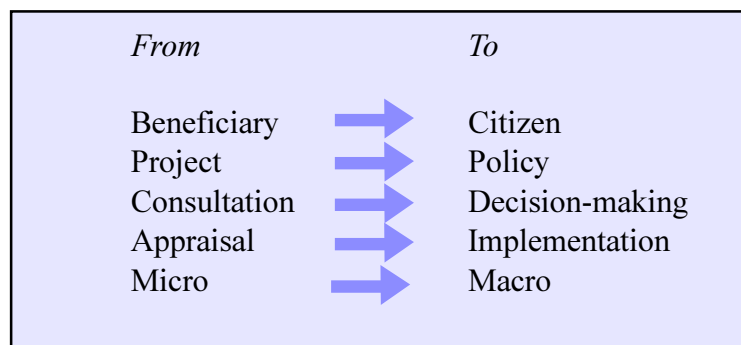 From To
Beneficiary Citizen
Project Policy
Consultation Decision-making
Appraisal Implementation
Micro Macro